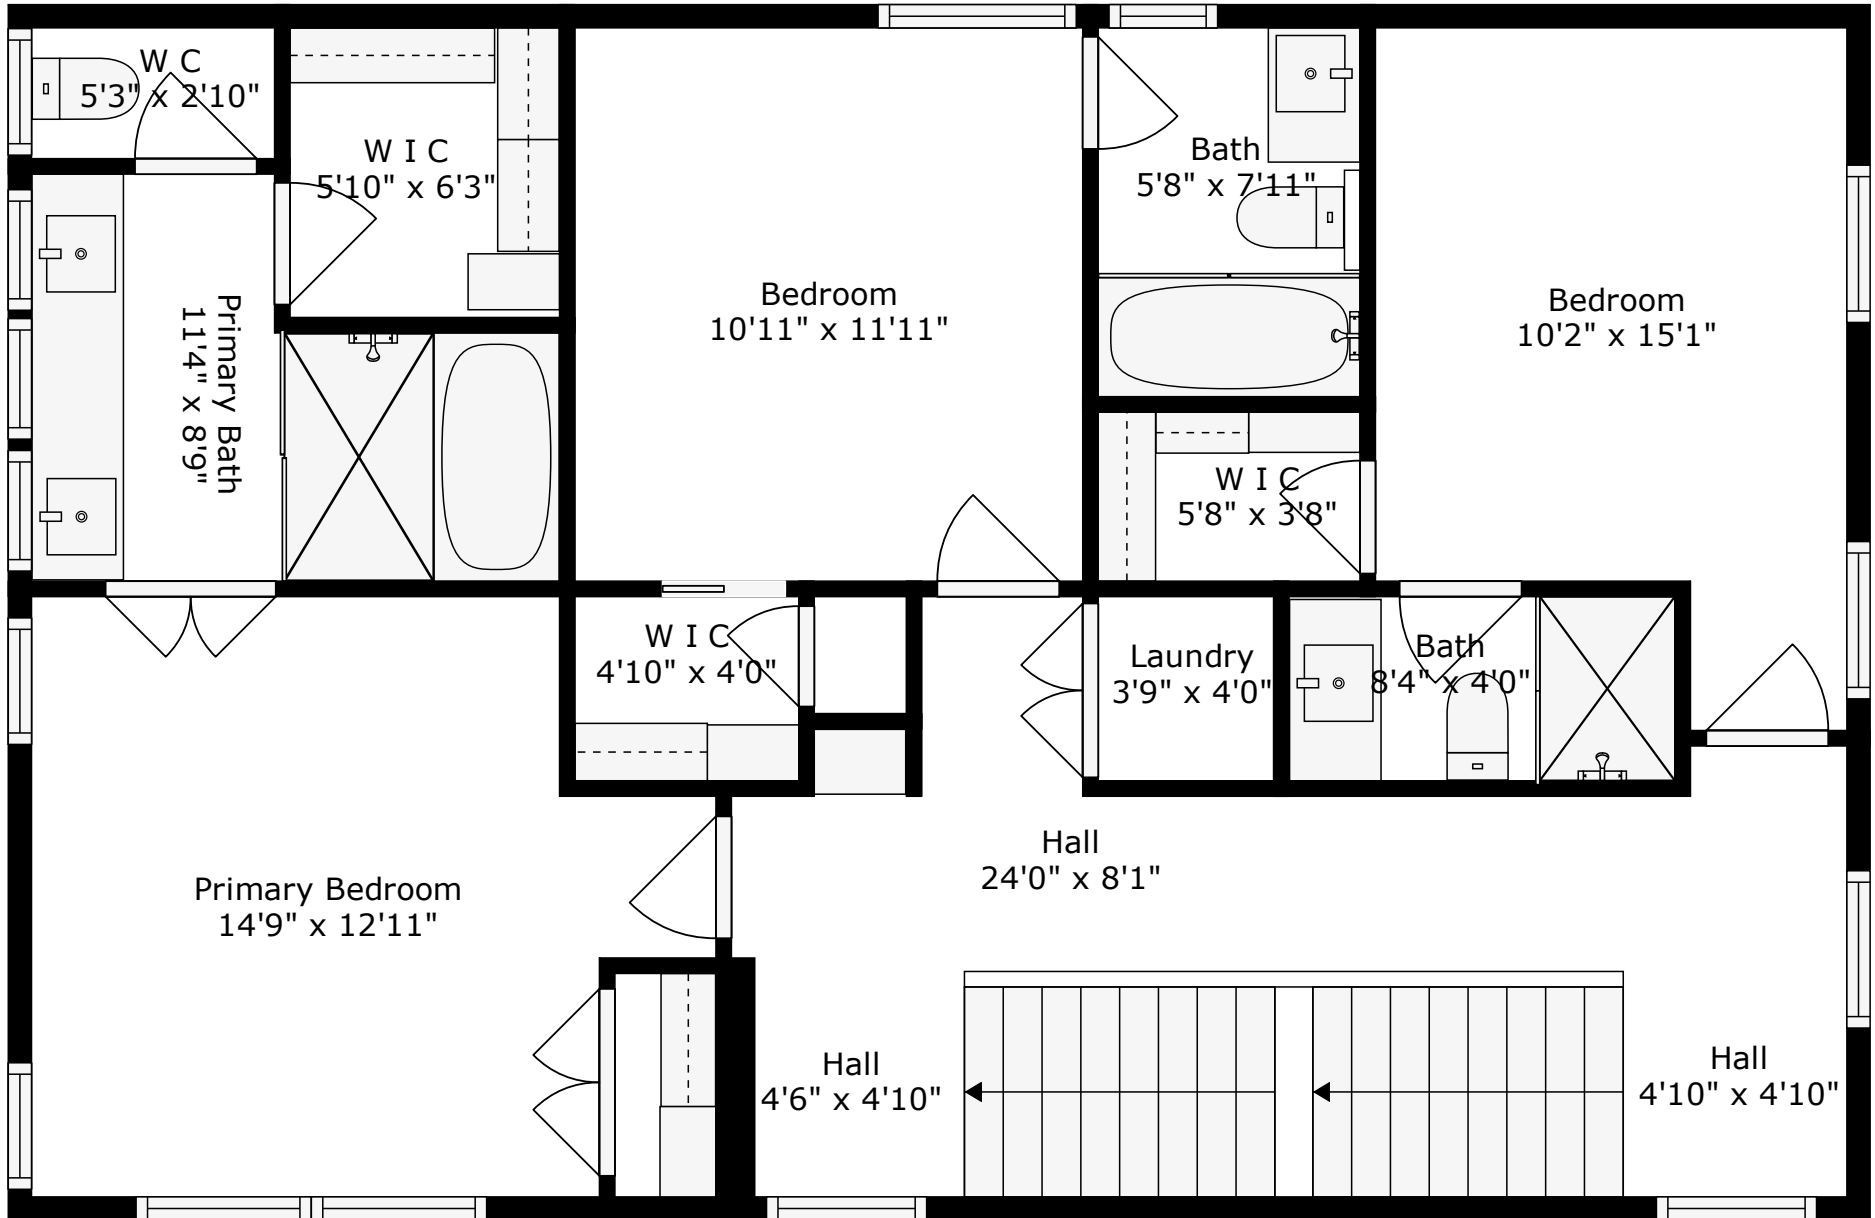 W C
5'3" x 2'10"
W I C
5'10" x 6'3"
Bath
5'8" x 7'11"
Bedroom
10'11" x 11'11"
Bedroom
10'2" x 15'1"
Primary Bath
11'4" x 8'9"
W I C
5'8" x 3'8"
W I C
4'10" x 4'0"
Laundry
3'9" x 4'0"
Bath
8'4" x 4'0"
Hall
24'0" x 8'1"
Primary Bedroom
14'9" x 12'11"
Hall
4'6" x 4'10"
Hall
4'10" x 4'10"